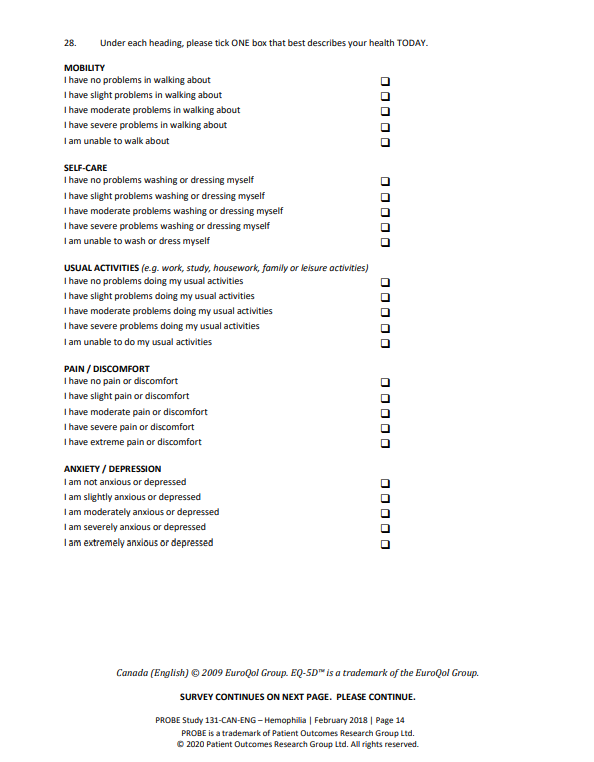 28. Under each heading, please tick ONE box that best describes your health TODAY.
MOBILITY
I have no problems in walking about ❑
I have slight problems in walking about ❑
I have moderate problems in walking about ❑
I have severe problems in walking about ❑
I am unable to walk about ❑
SELF-CARE
I have no problems washing or dressing myself ❑
I have slight problems washing or dressing myself ❑
I have moderate problems washing or dressing myself ❑
I have severe problems washing or dressing myself ❑
I am unable to wash or dress myself ❑
USUAL ACTIVITIES (e.g. work, study, housework, family or leisure activities)
I have no problems doing my usual activities ❑
I have slight problems doing my usual activities ❑
I have moderate problems doing my usual activities ❑
I have severe problems doing my usual activities ❑
I am unable to do my usual activities ❑
PAIN / DISCOMFORT
I have no pain or discomfort ❑
I have slight pain or discomfort ❑
I have moderate pain or discomfort ❑
I have severe pain or discomfort ❑
I have extreme pain or discomfort ❑
ANXIETY / DEPRESSION
I am not anxious or depressed ❑
I am slightly anxious or depressed ❑
I am moderately anxious or depressed ❑
I am severely anxious or depressed ❑
I am extremely anxious or depressed ❑
Canada (English) © 2009 EuroQol Group. EQ-5D™ is a trademark of the EuroQol Group.
SURVEY CONTINUES ON NEXT PAGE. PLEASE CONTINUE.
PROBE Study 131-CAN-ENG – Hemophilia | February 2018 | Page 14
PROBE is a trademark of Patient Outcomes Research Group Ltd.
© 2020 Patient Outcomes Research Group Ltd. All rights reserved.